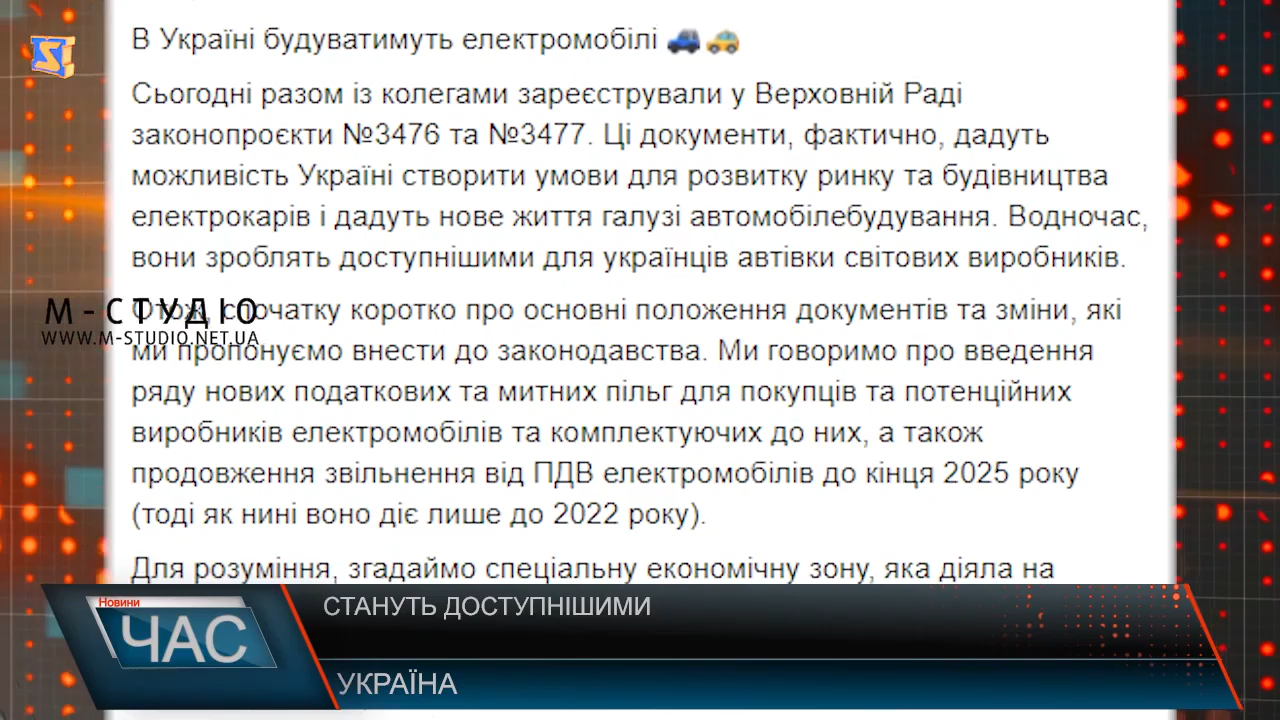 В Україні будуватимуть електромобілі
Сьогодні разом із колегами зареєстрували у Верховній Раді
законопроєкти №3476 та №3477. Ці документи, фактично, дадуть
можливість Україні створити умови для розвитку ринку та будівництва
електрокарів і дадуть нове життя галузі автомобілебудування. Водночас,
вони зроблять доступнішими для українців автівки світових виробників.
М-СТУДІО
WWW.M-STUDIO.NET.UA
Отож, спочатку коротко про основні положення документів та зміни, які
ми пропонуємо внести до законодавства. Ми говоримо про введення
ряду нових податкових та митних пільг для покупців та потенційних
виробників електромобілів та комплектуючих до них, а також
продовження звільнення від ПДВ електромобілів до кінця 2025 року
(тоді як нині воно діє лише до 2022 року).
Для розуміння, згадаймо спеціальну економічну зону, яка діяла на
Новини
ЧАС
СТАНУТЬ ДОСТУПНІШИМИ
УКРАЇНА